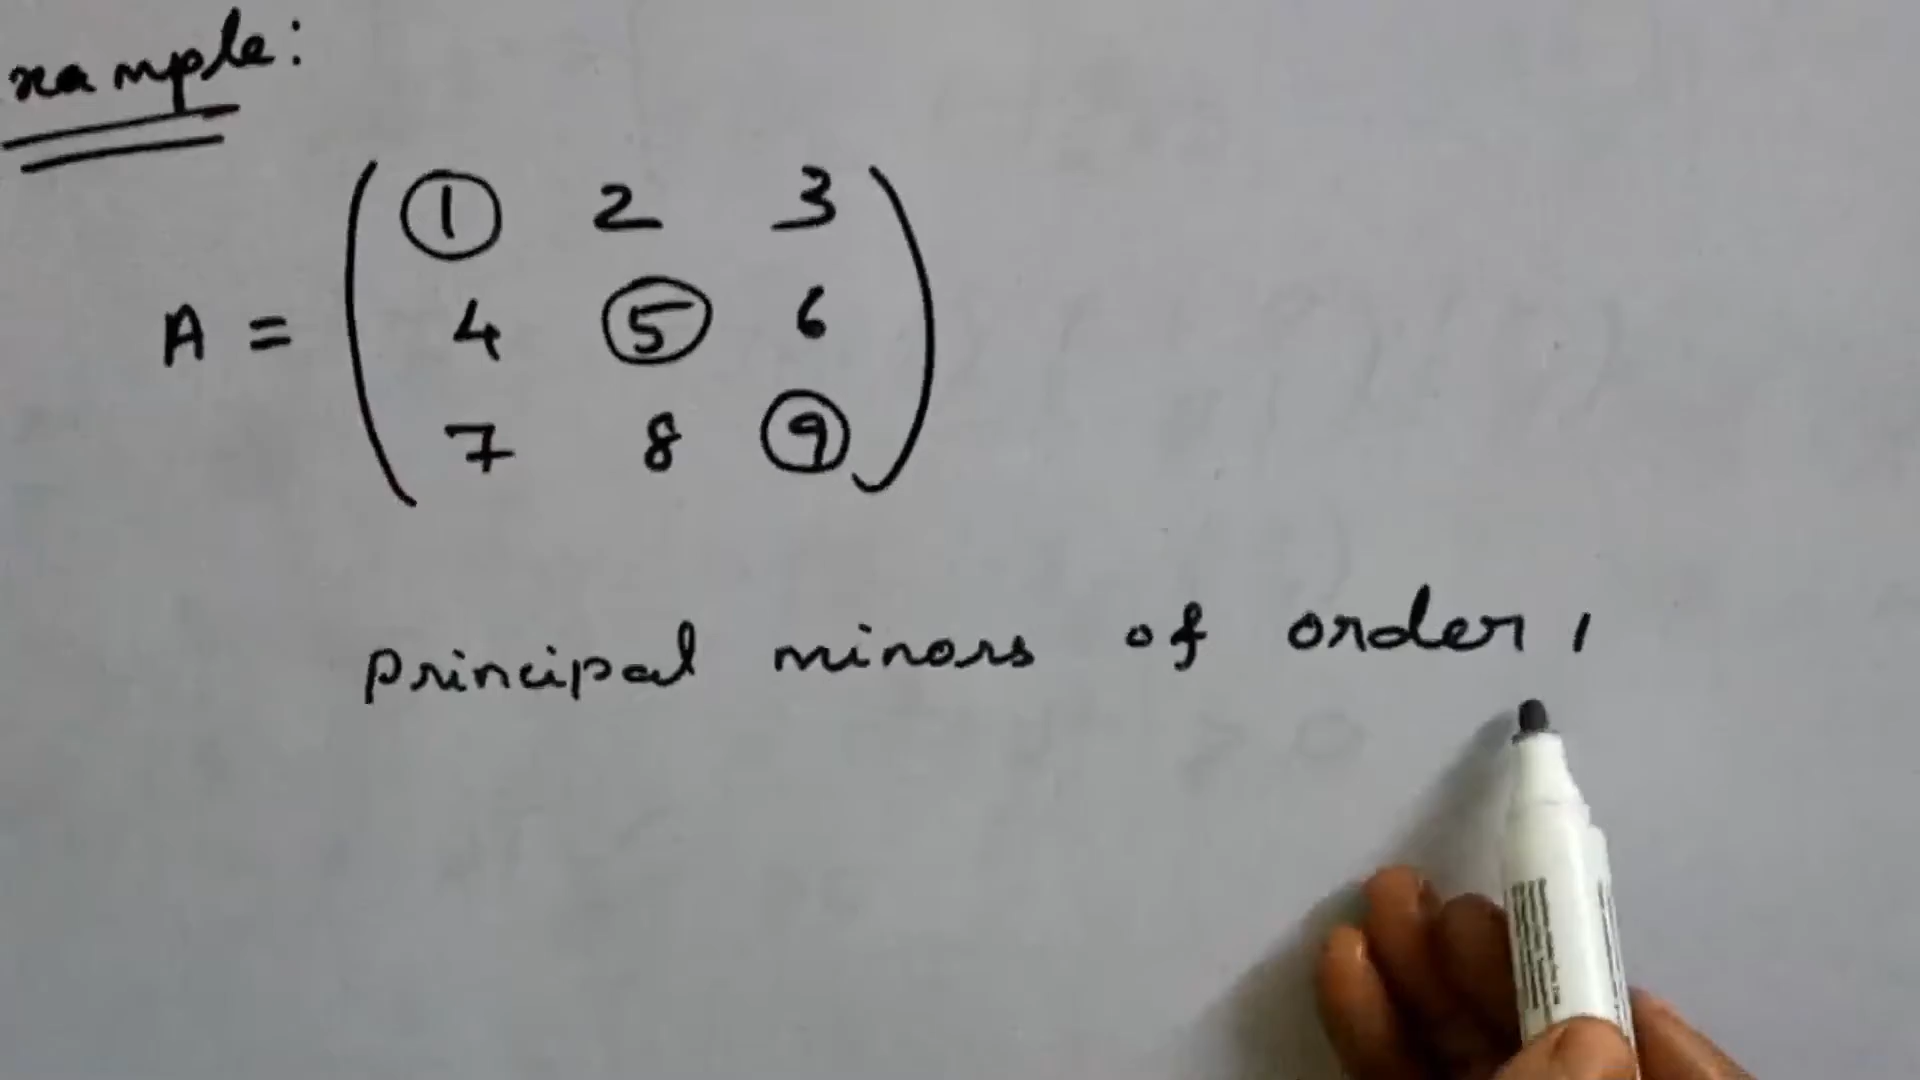 xample:
1 2 3
A = 4 5 6
7 8 9
principal minors of order 1